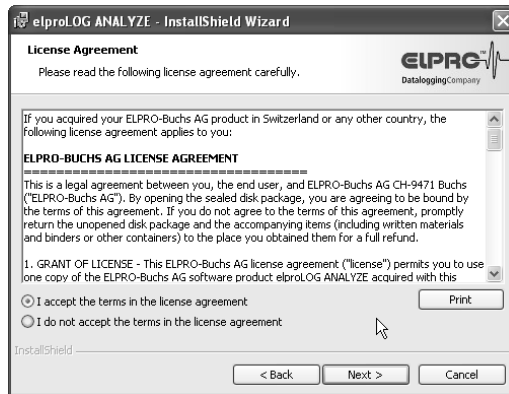 elproLOG ANALYZE - InstallShield Wizard
License Agreement
Please read the following license agreement carefully.
ELPRO™
DataloggingCompany
If you acquired your ELPRO-Buchs AG product in Switzerland or any other country, the
following license agreement applies to you:
ELPRO-BUCHS AG LICENSE AGREEMENT
===================================
This is a legal agreement between you, the end user, and ELPRO-Buchs AG CH-9471 Buchs
("ELPRO-Buchs AG"). By opening the sealed disk package, you are agreeing to be bound by
the terms of this agreement. If you do not agree to the terms of this agreement, promptly
return the unopened disk package and the accompanying items (including written materials
and binders or other containers) to the place you obtained them for a full refund.
1. GRANT OF LICENSE - This ELPRO-Buchs AG license agreement ("license") permits you to use
one copy of the ELPRO-Buchs AG software product elproLOG ANALYZE acquired with this
I accept the terms in the license agreement
Print
I do not accept the terms in the license agreement
InstallShield
< Back
Next >
Cancel